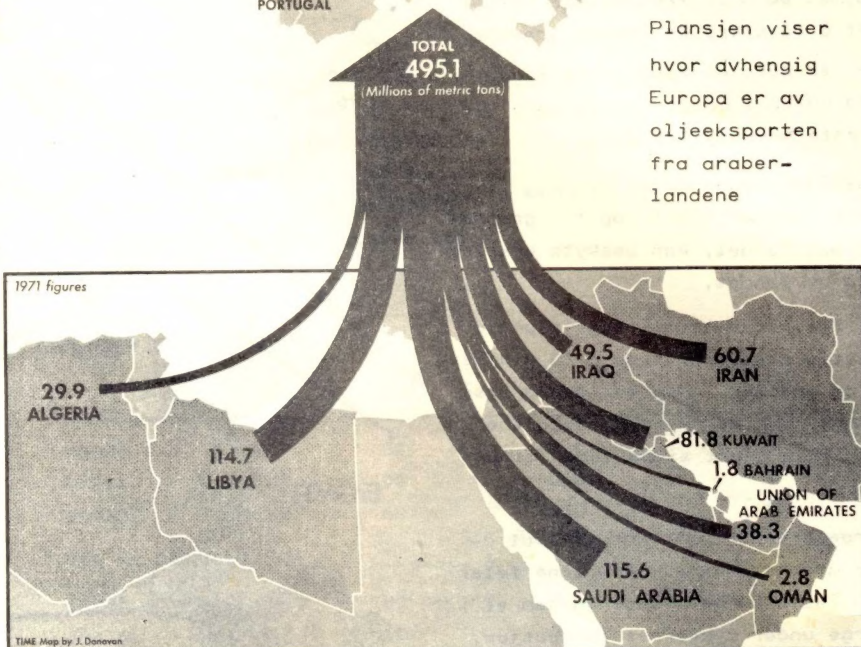 PORTUGAL
TOTAL
495.1
(Millions of metric tons)
Plansjen viser
hvor avhengig
Europa er av
oljeeksporten
fra araber-
landene
1971 figures
29.9
ALGERIA
114.7
LIBYA
49.5
IRAQ
60.7
IRAN
81.8 KUWAIT
1.8 BAHRAIN
UNION OF
ARAB EMIRATES
38.3
115.6
SAUDI ARABIA
2.8
OMAN
TIME Map by J. Donovan